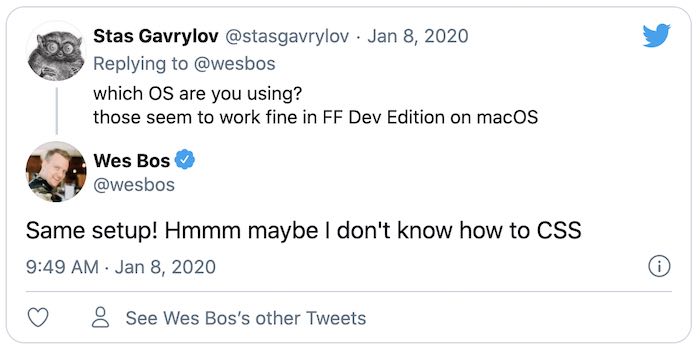 Stas Gavrylov @stasgavrylov · Jan 8, 2020
Replying to @wesbos
which OS are you using?
those seem to work fine in FF Dev Edition on macOS
Wes Bos
@wesbos
Same setup! Hmmm maybe I don't know how to CSS
9:49 AM · Jan 8, 2020
See Wes Bos's other Tweets